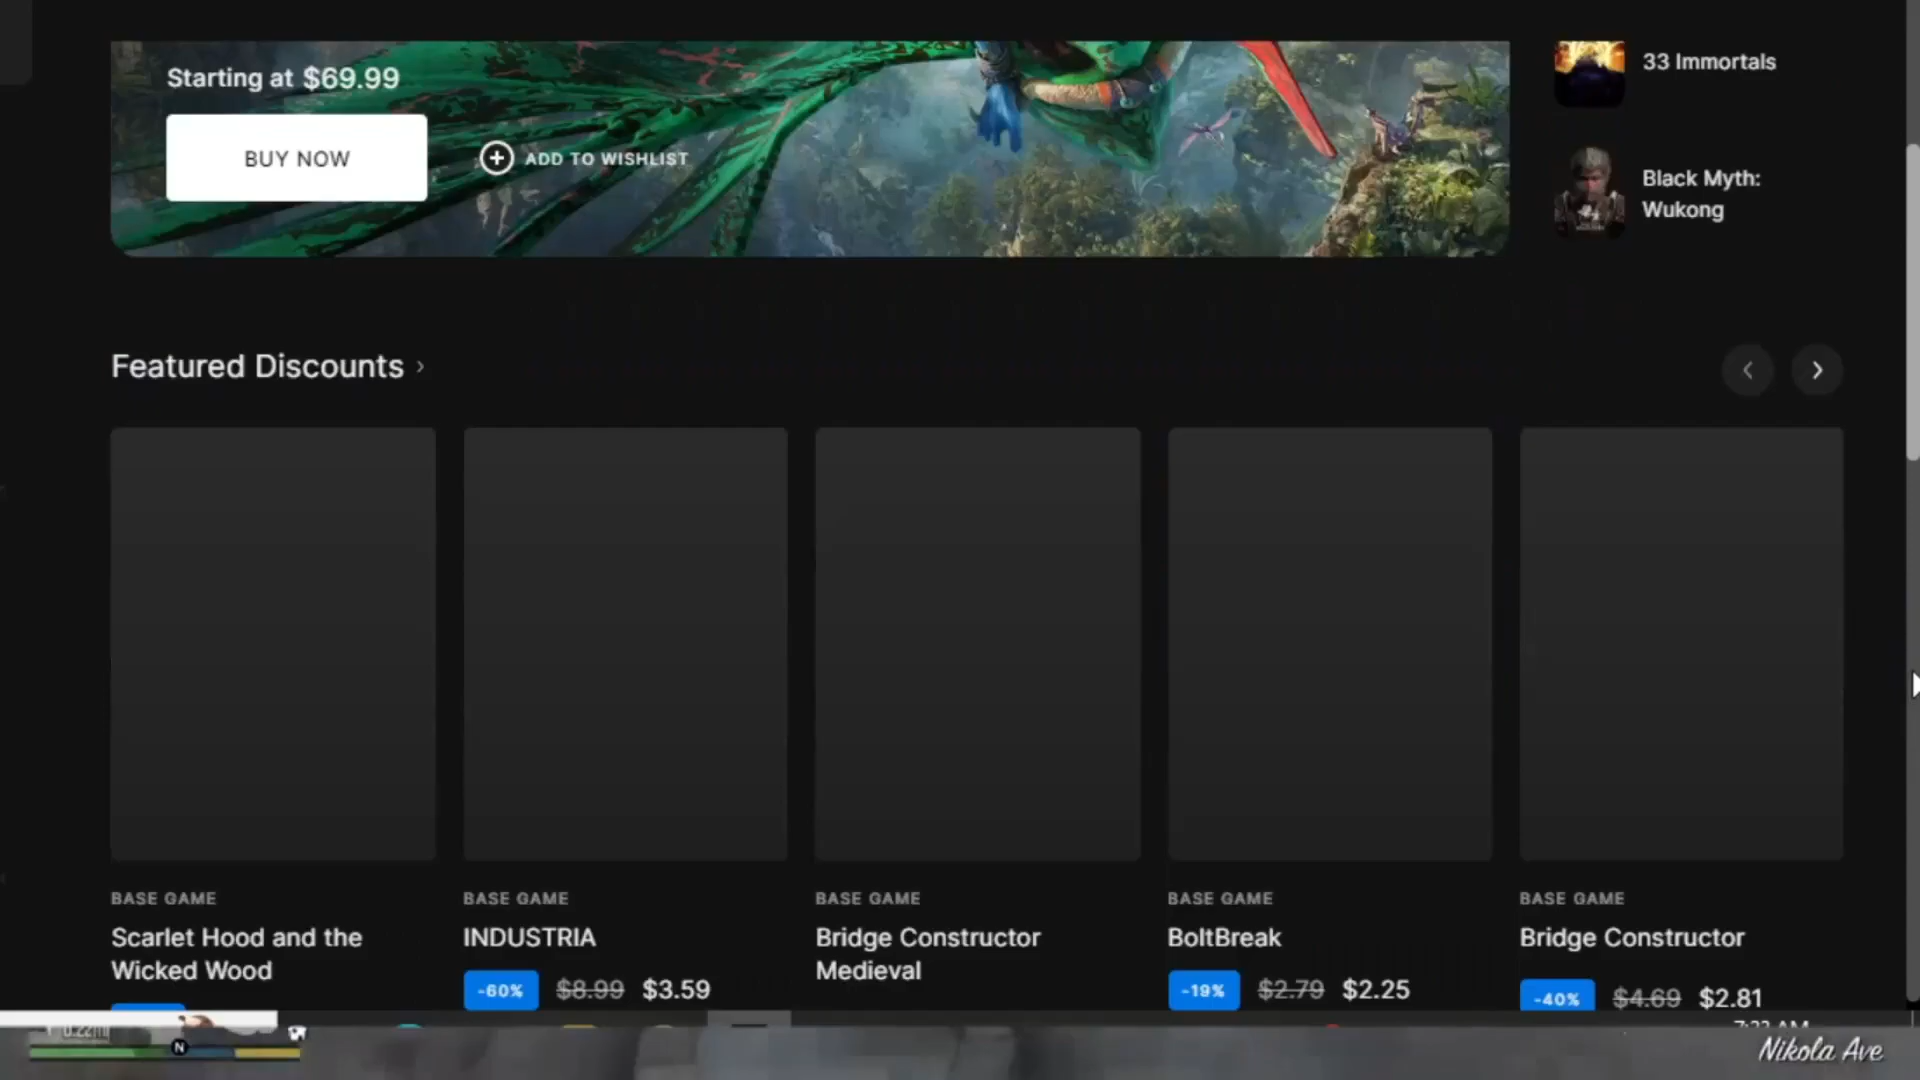 Starting at $69.99
BUY NOW
ADD TO WISHLIST
33 Immortals
Black Myth:
Wukong
Featured Discounts
BASE GAME
Scarlet Hood and the
Wicked Wood
BASE GAME
INDUSTRIA
-60% $8.99 $3.59
BASE GAME
Bridge Constructor
Medieval
BASE GAME
BoltBreak
-19% $2.79 $2.25
BASE GAME
Bridge Constructor
-40% $4.69 $2.81
N
Nikola Ave